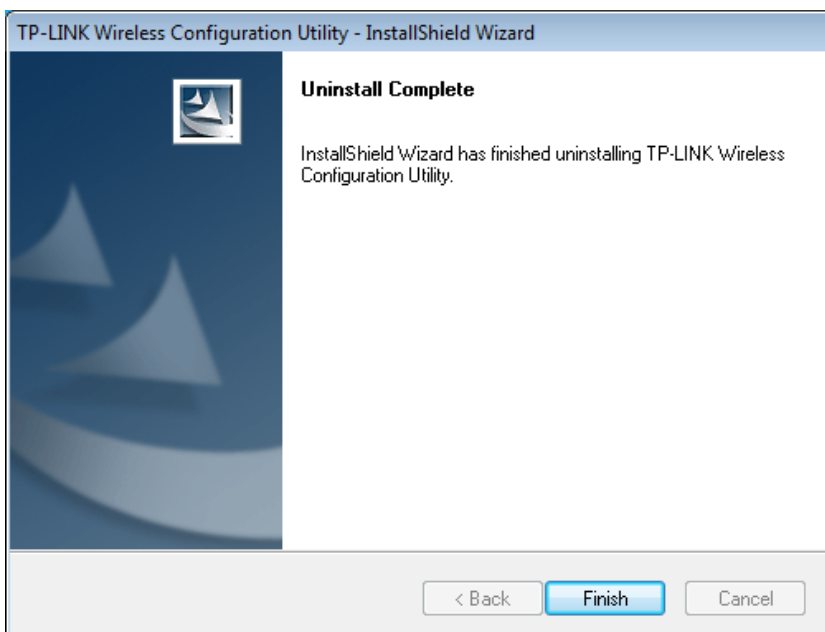 TP-LINK Wireless Configuration Utility - InstallShield Wizard
Uninstall Complete
InstallShield Wizard has finished uninstalling TP-LINK Wireless
Configuration Utility.
< Back
Finish
Cancel